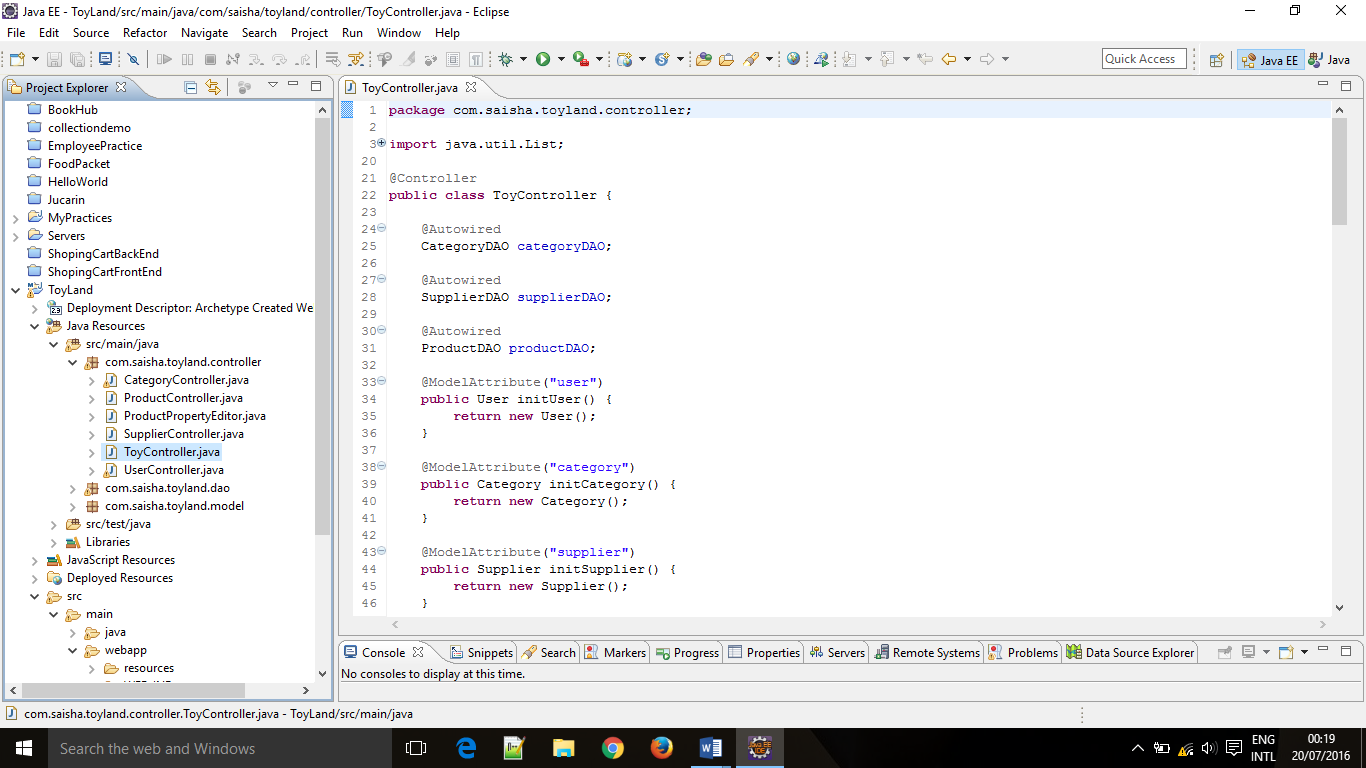 Java EE - ToyLand/src/main/java/com/saisha/toyland/controller/ToyController.java - Eclipse
File Edit Source Refactor Navigate Search Project Run Window Help
Quick Access
Java EE
Java
Project Explorer
BookHub
collectiondemo
EmployeePractice
FoodPacket
HelloWorld
Jucarin
MyPractices
Servers
ShopingCartBackEnd
ShopingCartFrontEnd
ToyLand
Deployment Descriptor: Archetype Created We
Java Resources
src/main/java
com.saisha.toyland.controller
CategoryController.java
ProductController.java
ProductPropertyEditor.java
SupplierController.java
ToyController.java
UserController.java
com.saisha.toyland.dao
com.saisha.toyland.model
src/test/java
Libraries
JavaScript Resources
Deployed Resources
src
main
java
webapp
resources
ToyController.java
1 package com.saisha.toyland.controller;
2
3 import java.util.List;
20
21 @Controller
22 public class ToyController {
23
24 @Autowired
25 CategoryDAO categoryDAO;
26
27 @Autowired
28 SupplierDAO supplierDAO;
29
30 @Autowired
31 ProductDAO productDAO;
32
33 @ModelAttribute("user")
34 public User initUser() {
35 return new User();
36 }
37
38 @ModelAttribute("category")
39 public Category initCategory() {
40 return new Category();
41 }
42
43 @ModelAttribute("supplier")
44 public Supplier initSupplier() {
45 return new Supplier();
46 }
Console Snippets Search Markers Progress Properties Servers Remote Systems Problems Data Source Explorer
No consoles to display at this time.
com.saisha.toyland.controller.ToyController.java - ToyLand/src/main/java
Search the web and Windows
ENG
INTL
00:19
20/07/2016